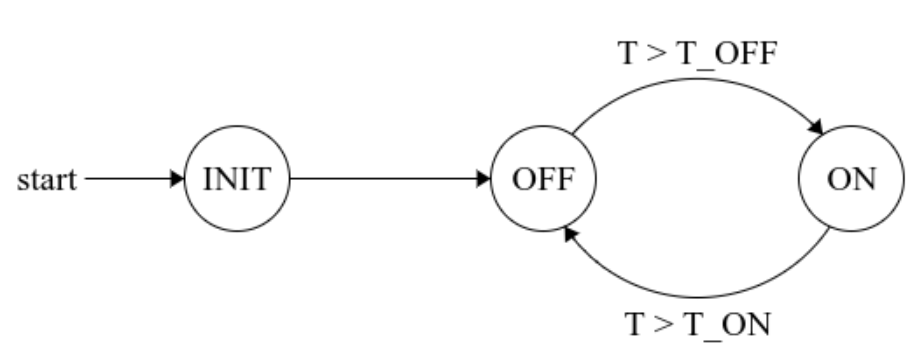 T > T_OFF
start
INIT
OFF
ON
T > T_ON